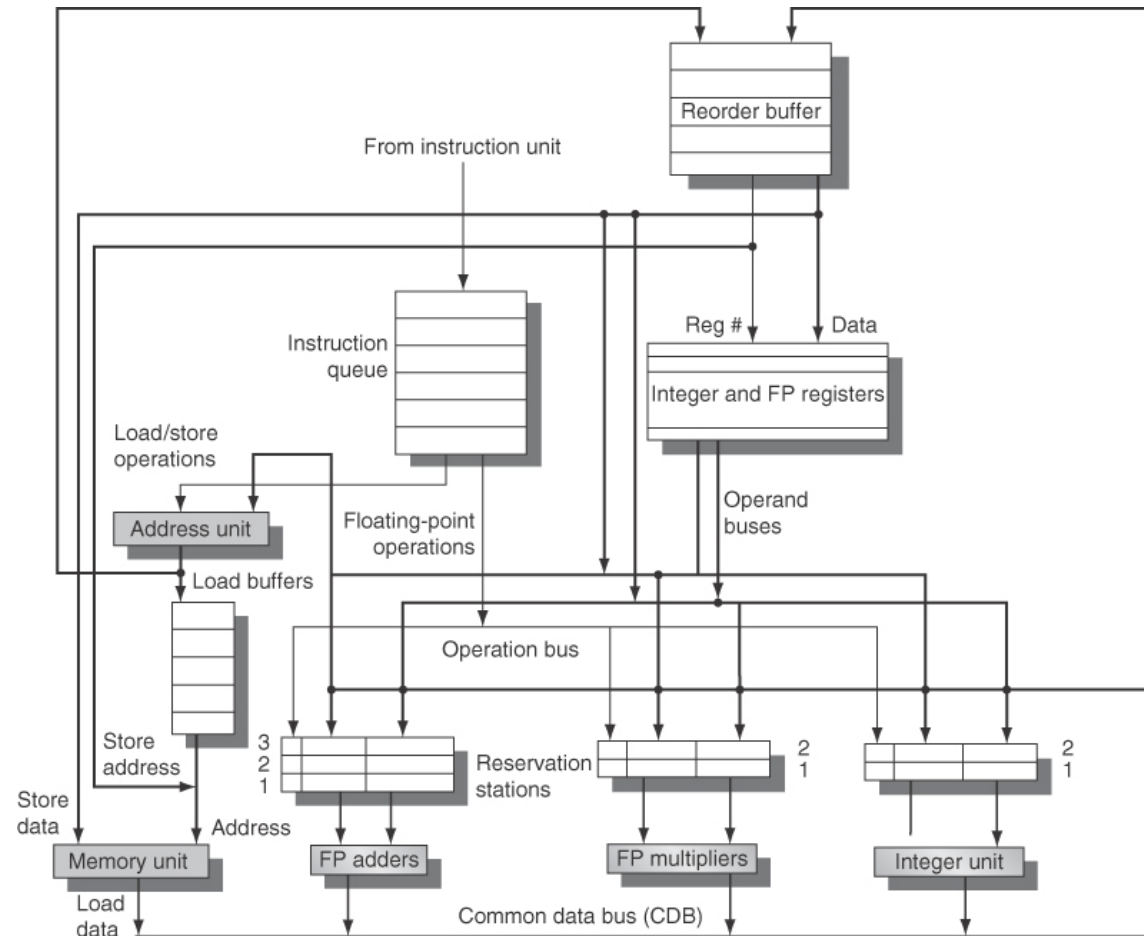 Reorder buffer
From instruction unit
Reg #
Data
Instruction
queue
Integer and FP registers
Load/store
operations
Operand
buses
Address unit
Floating-point
operations
Load buffers
Operation bus
Store
address
3
2
1
Reservation
stations
2
1
2
1
Store
data
Address
Memory unit
FP adders
FP multipliers
Integer unit
Load
data
Common data bus (CDB)